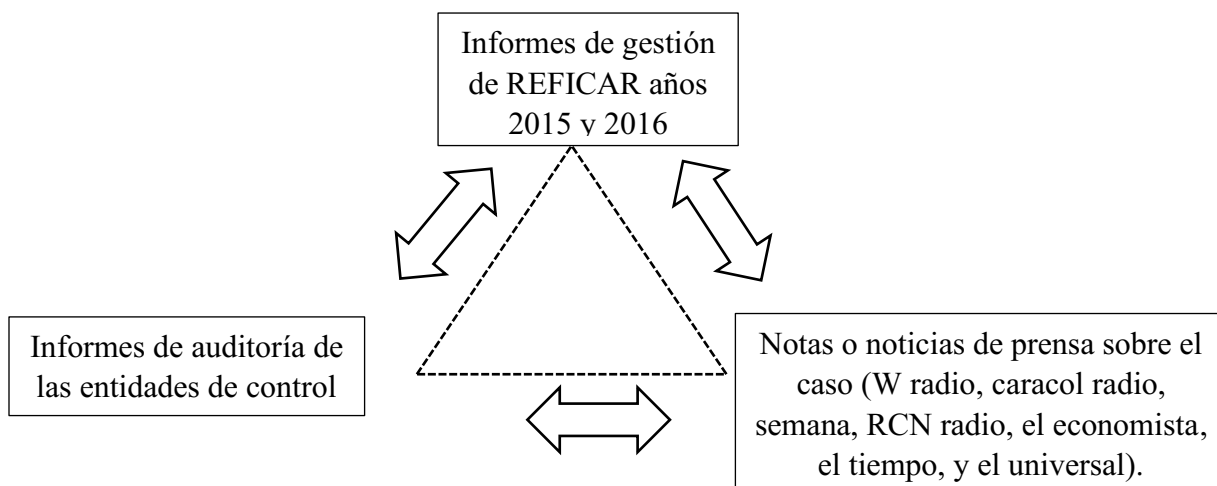 Informes de gestión
de REFICAR años
2015 y 2016
Informes de auditoría de
las entidades de control
Notas o noticias de prensa sobre el
caso (W radio, caracol radio,
semana, RCN radio, el economista,
el tiempo, y el universal).